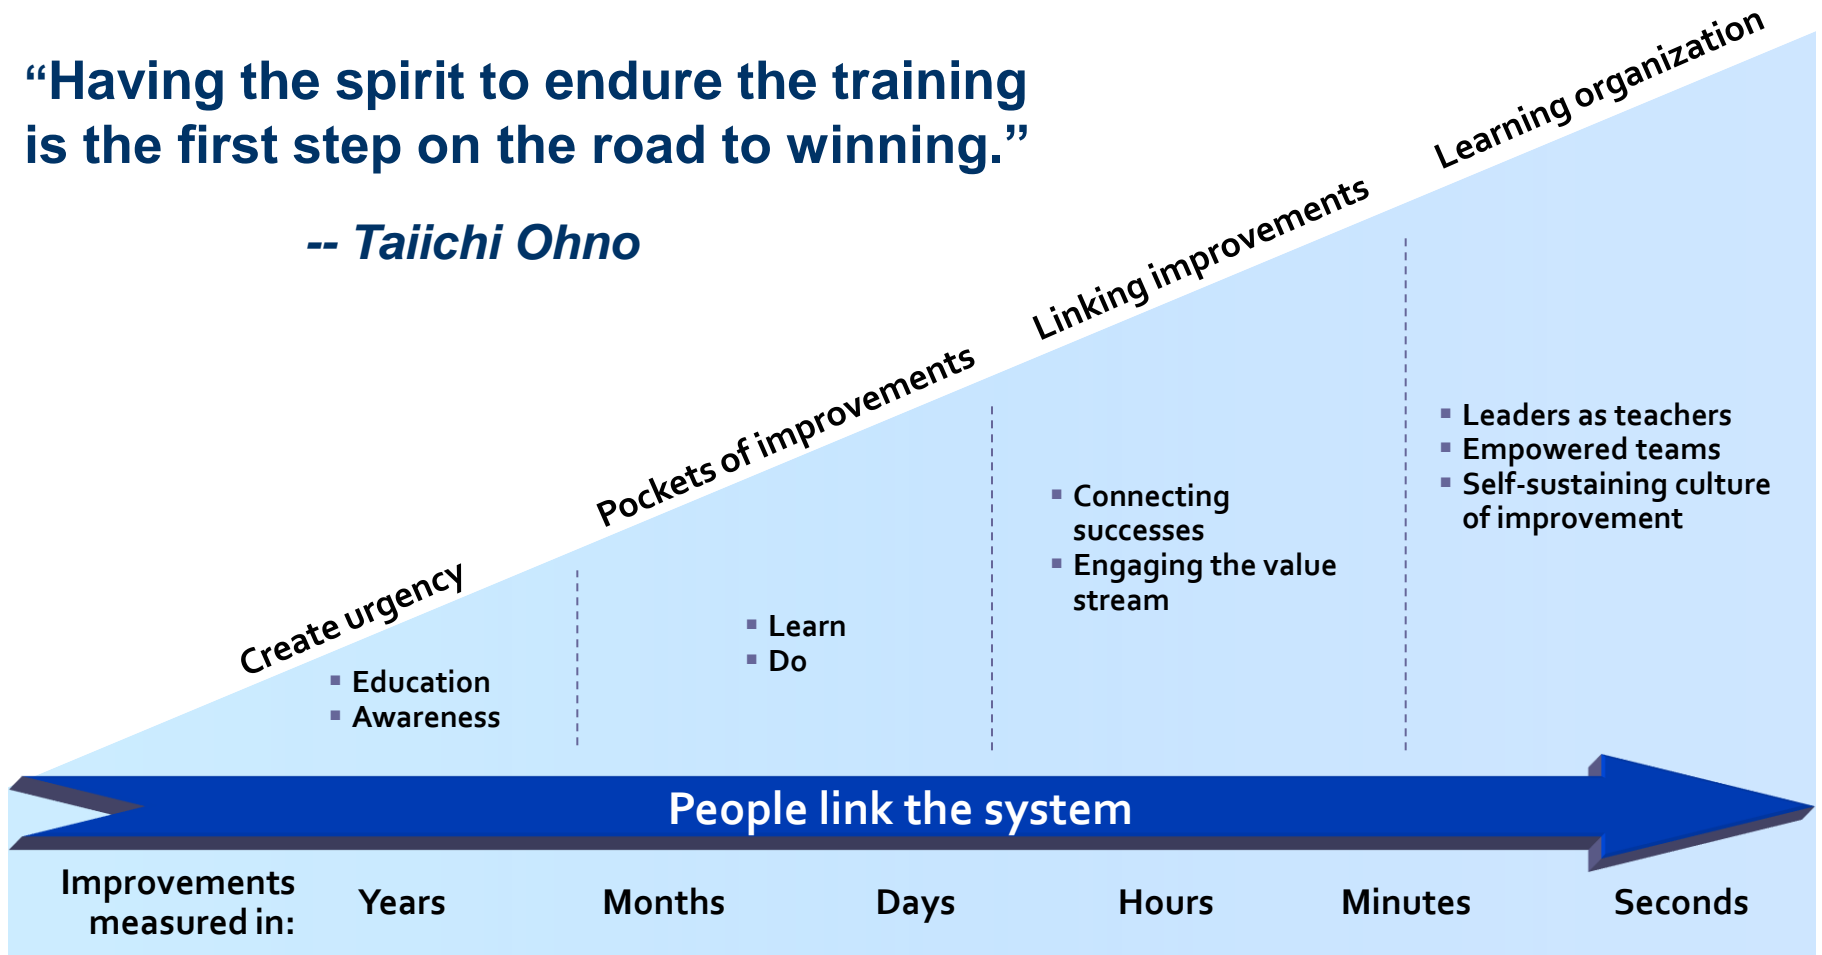 “Having the spirit to endure the training
is the first step on the road to winning.”
-- Taiichi Ohno
Create urgency
Pockets of improvements
Linking improvements
Learning organization
▪ Education
▪ Awareness
▪ Learn
▪ Do
▪ Connecting
successes
▪ Engaging the value
stream
▪ Leaders as teachers
▪ Empowered teams
▪ Self-sustaining culture
of improvement
People link the system
Improvements
measured in:
Years Months Days Hours Minutes Seconds